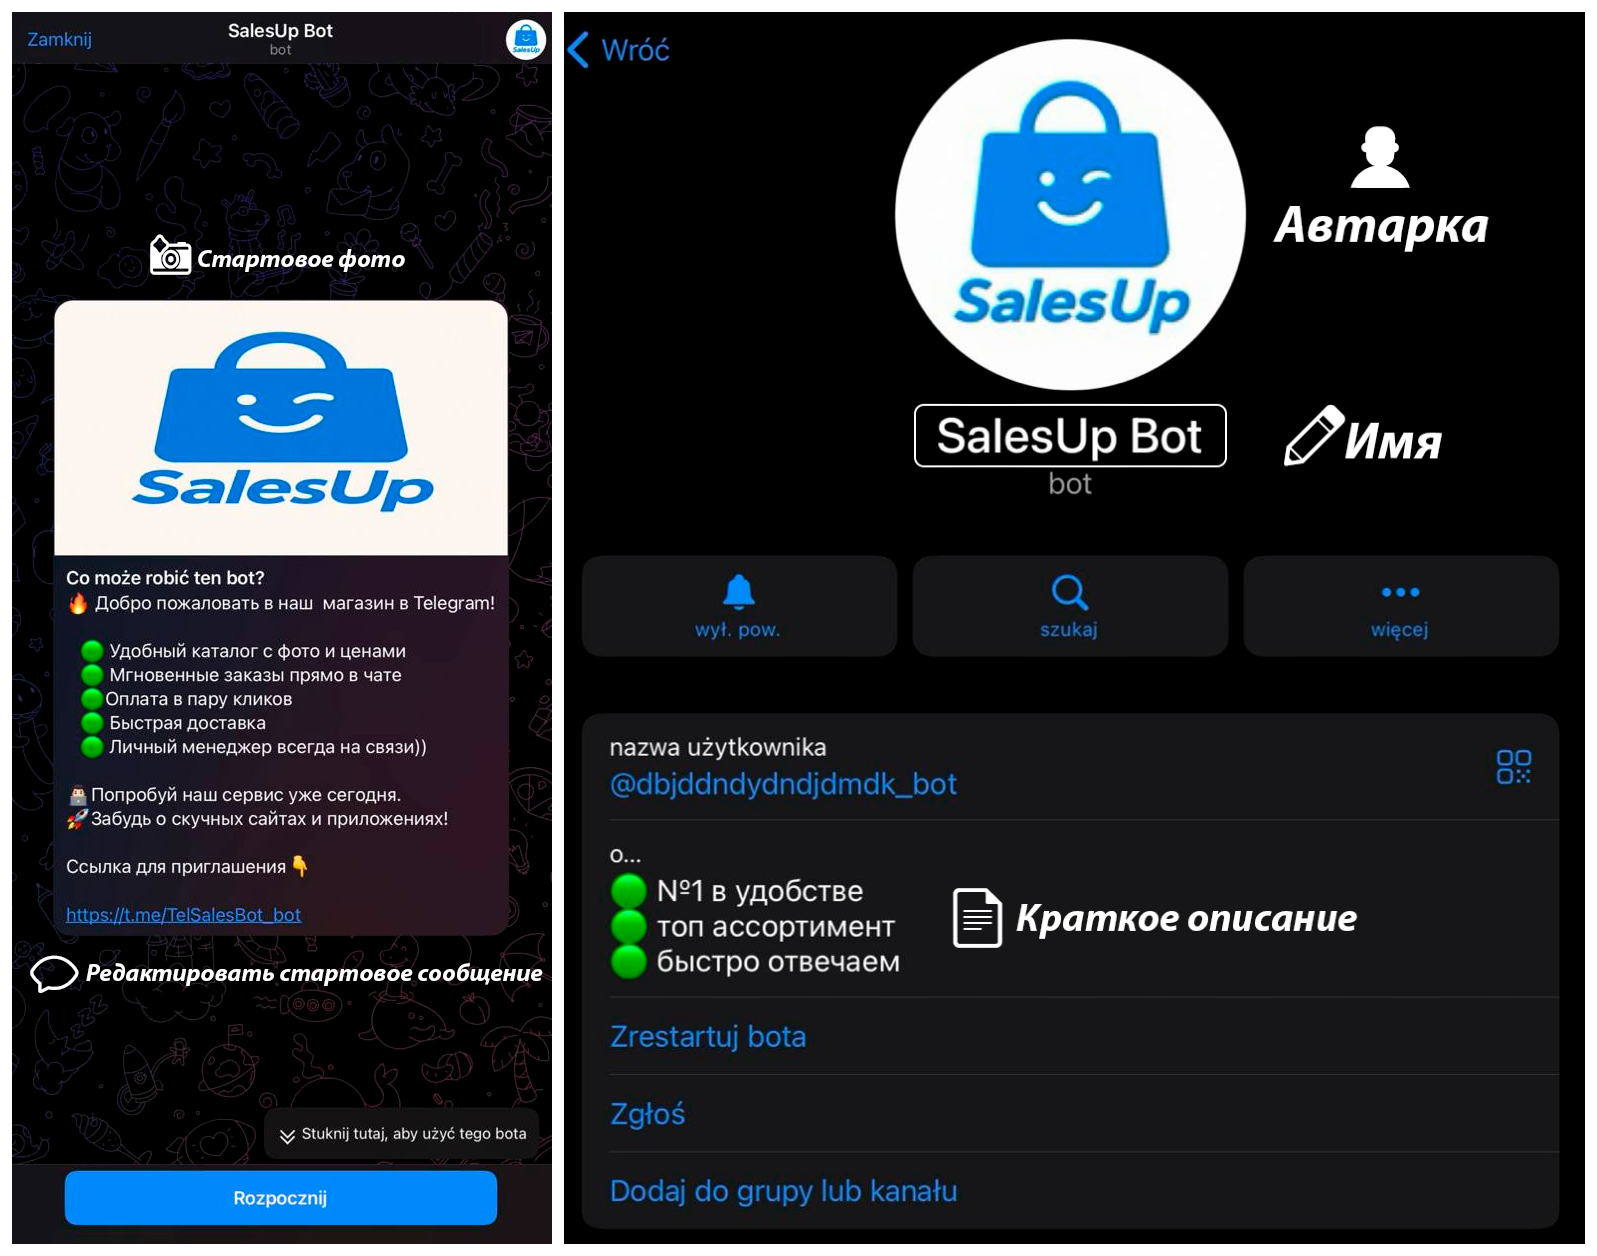 Zamknij
SalesUp Bot
bot
SalesUp
Стартовое фото
SalesUp
Co może robić ten bot?
🔥 Добро пожаловать в наш магазин в Telegram!
🟢 Удобный каталог с фото и ценами
🟢 Мгновенные заказы прямо в чате
🟢Оплата в пару кликов
🟢 Быстрая доставка
🟢 Личный менеджер всегда на связи))
👨🏻‍💻Попробуй наш сервис уже сегодня.
🚀Забудь о скучных сайтах и приложениях!
Ссылка для приглашения 👇
https://t.me/TelSalesBot_bot
Редактировать стартовое сообщение
Stuknij tutaj, aby użyć tego bota
Rozpocznij
Wróć
SalesUp
Автарка
SalesUp Bot
Имя
bot
wył. pow.
szukaj
więcej
nazwa użytkownika
@dbjddndydndjdmdk_bot
o...
🟢 №1 в удобстве
🟢 топ ассортимент
🟢 быстро отвечаем
Краткое описание
Zrestartuj bota
Zgłoś
Dodaj do grupy lub kanału